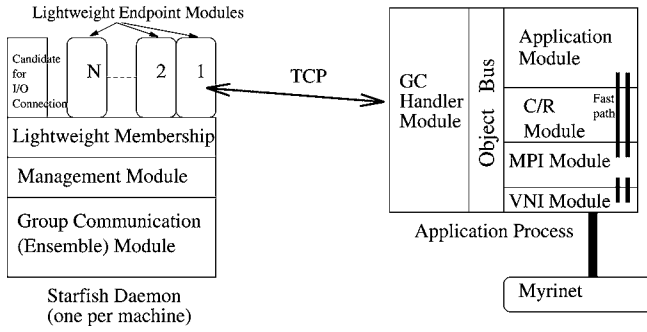 Lightweight Endpoint Modules
Candidate
for
I/O
Connection
N
2
1
Lightweight Membership
Management Module
Group Communication
(Ensemble) Module
Starfish Daemon
(one per machine)
TCP
GC
Handler
Module
Object Bus
Application
Module
C/R
Module
Fast
path
MPI Module
VNI Module
Application Process
Myrinet